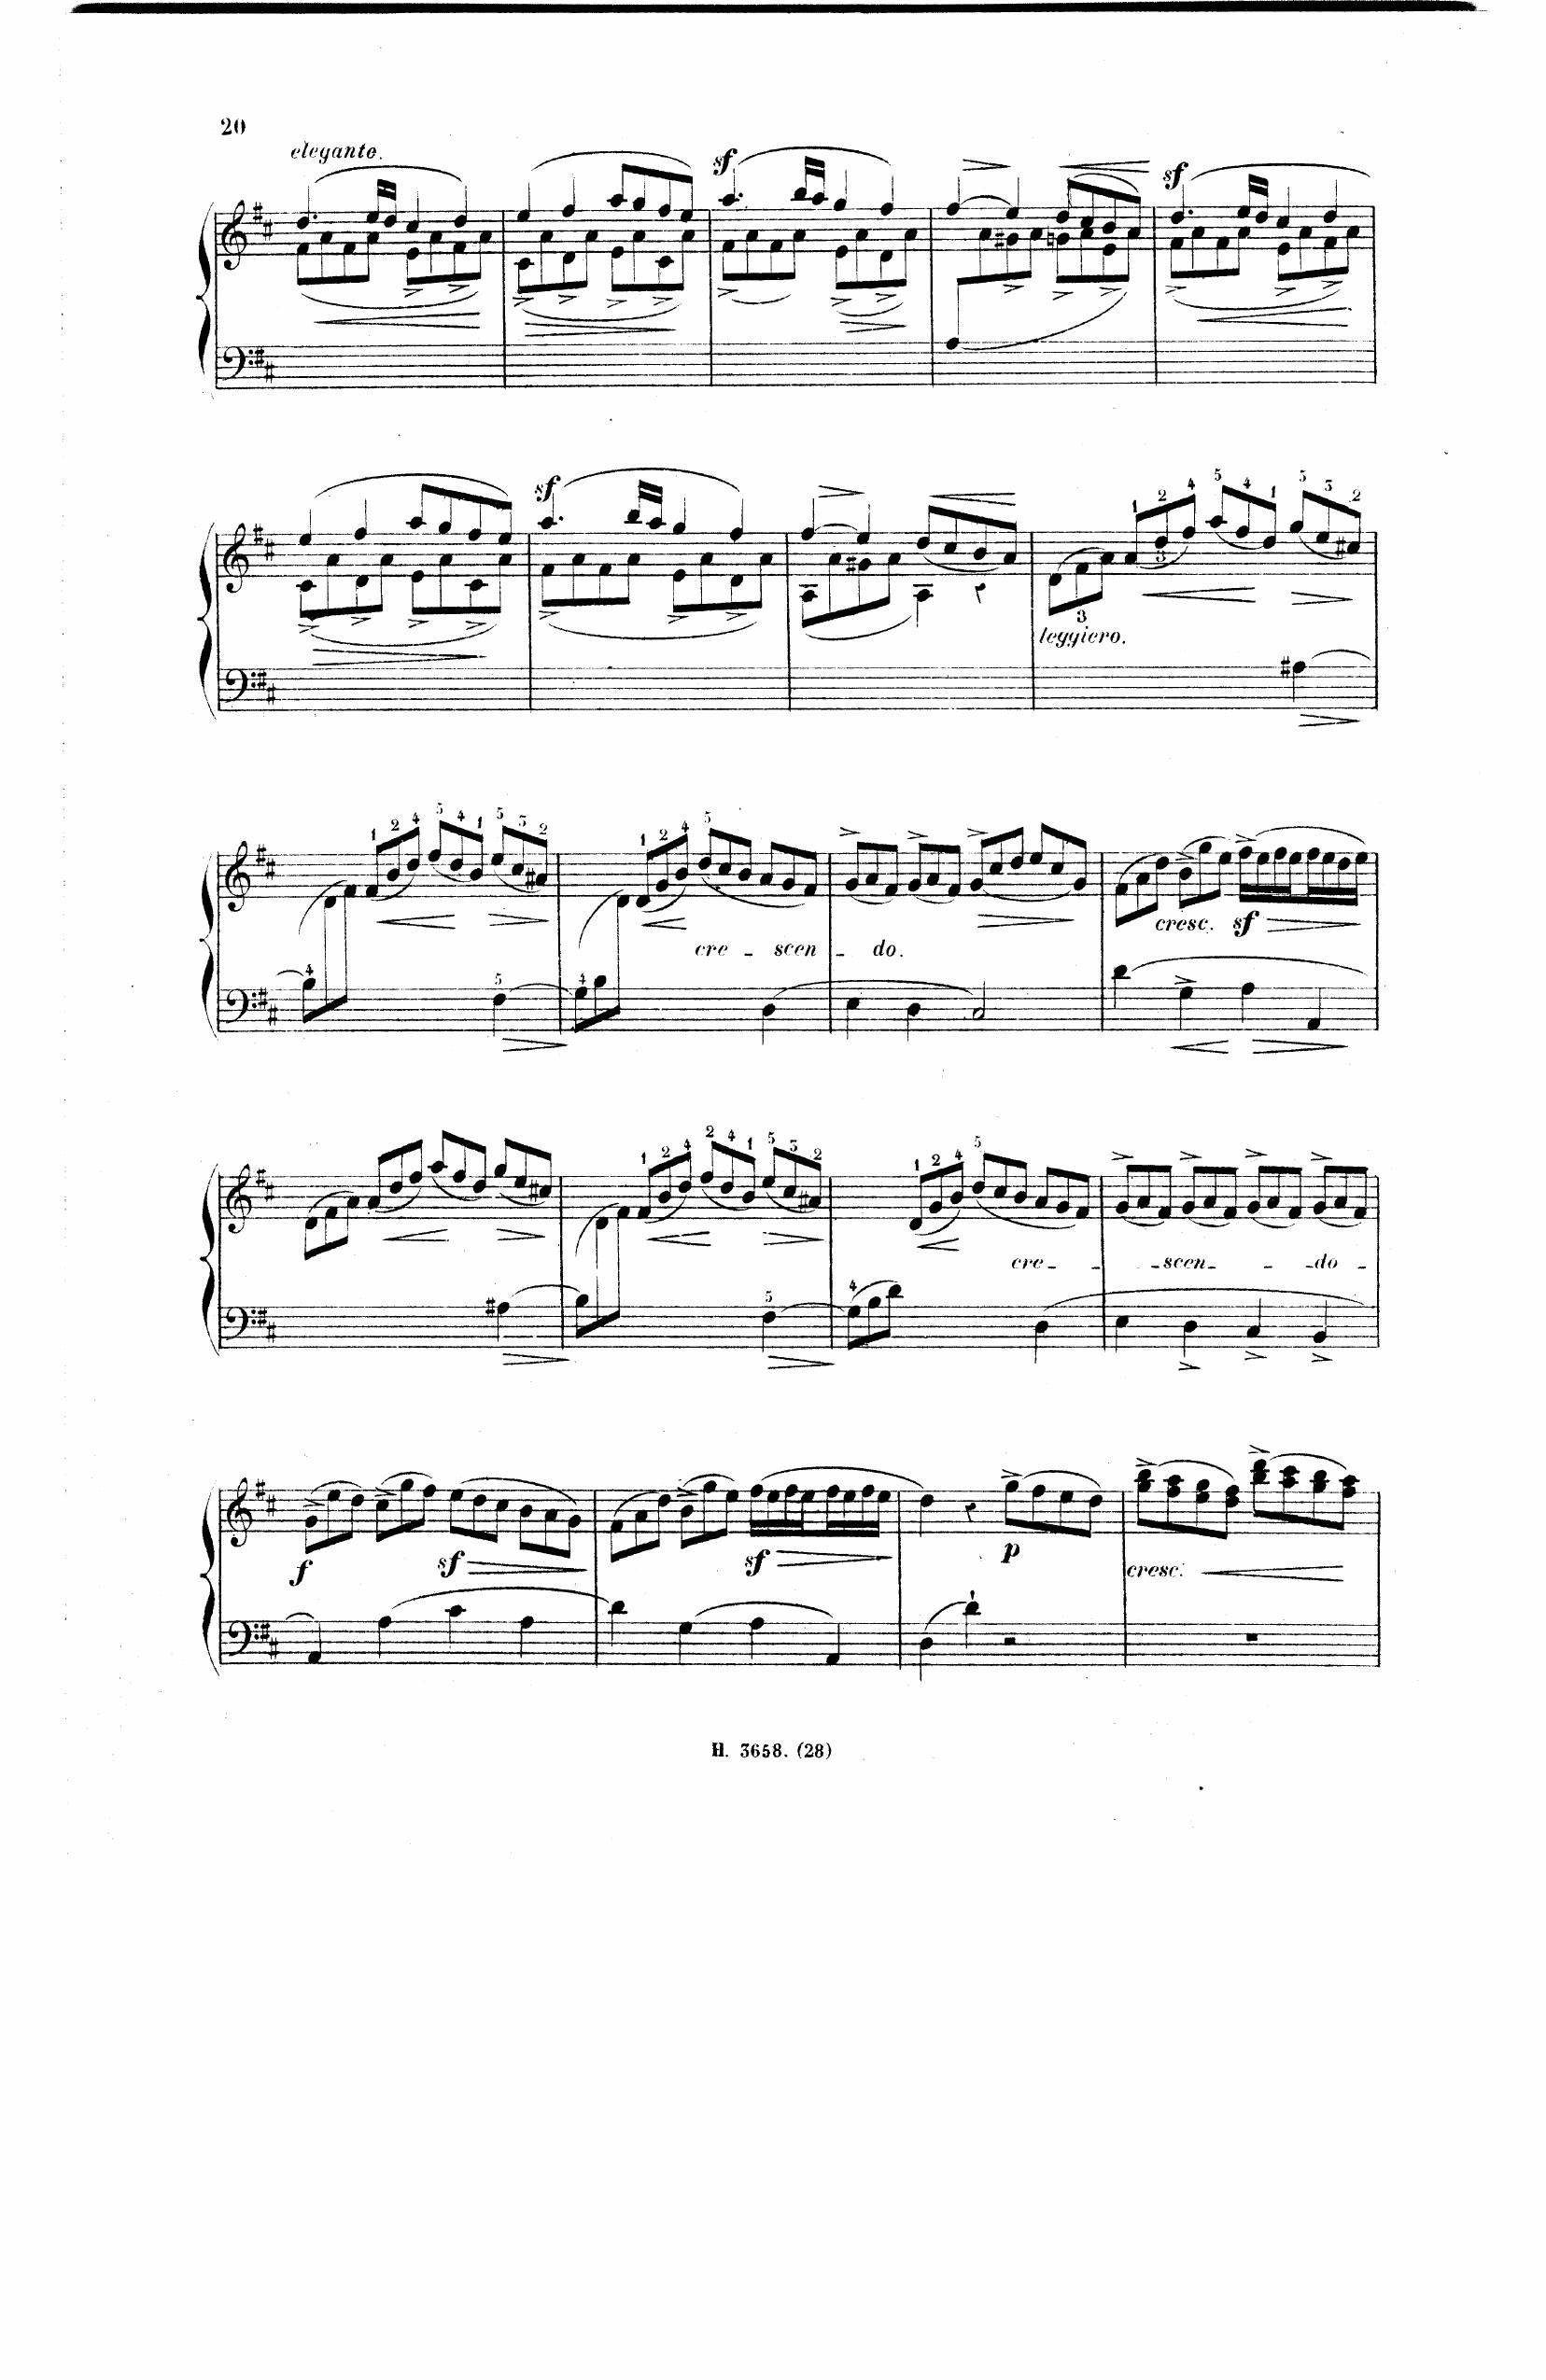 20
elegante.
sf
sf
sf
5 5
2 4 4 3
1 1 2
3
3
leggiero.
5 5
2 4 4 3
1 1 2
1 2 4 5
cre - scen - do.
cresc. sf
4 5 4
1 2 4 2 4 1 5 3 2
1 2 4 5
cre - - - scen - - - do -
4 5
f sf sf p cresc.
H. 3658. (28)